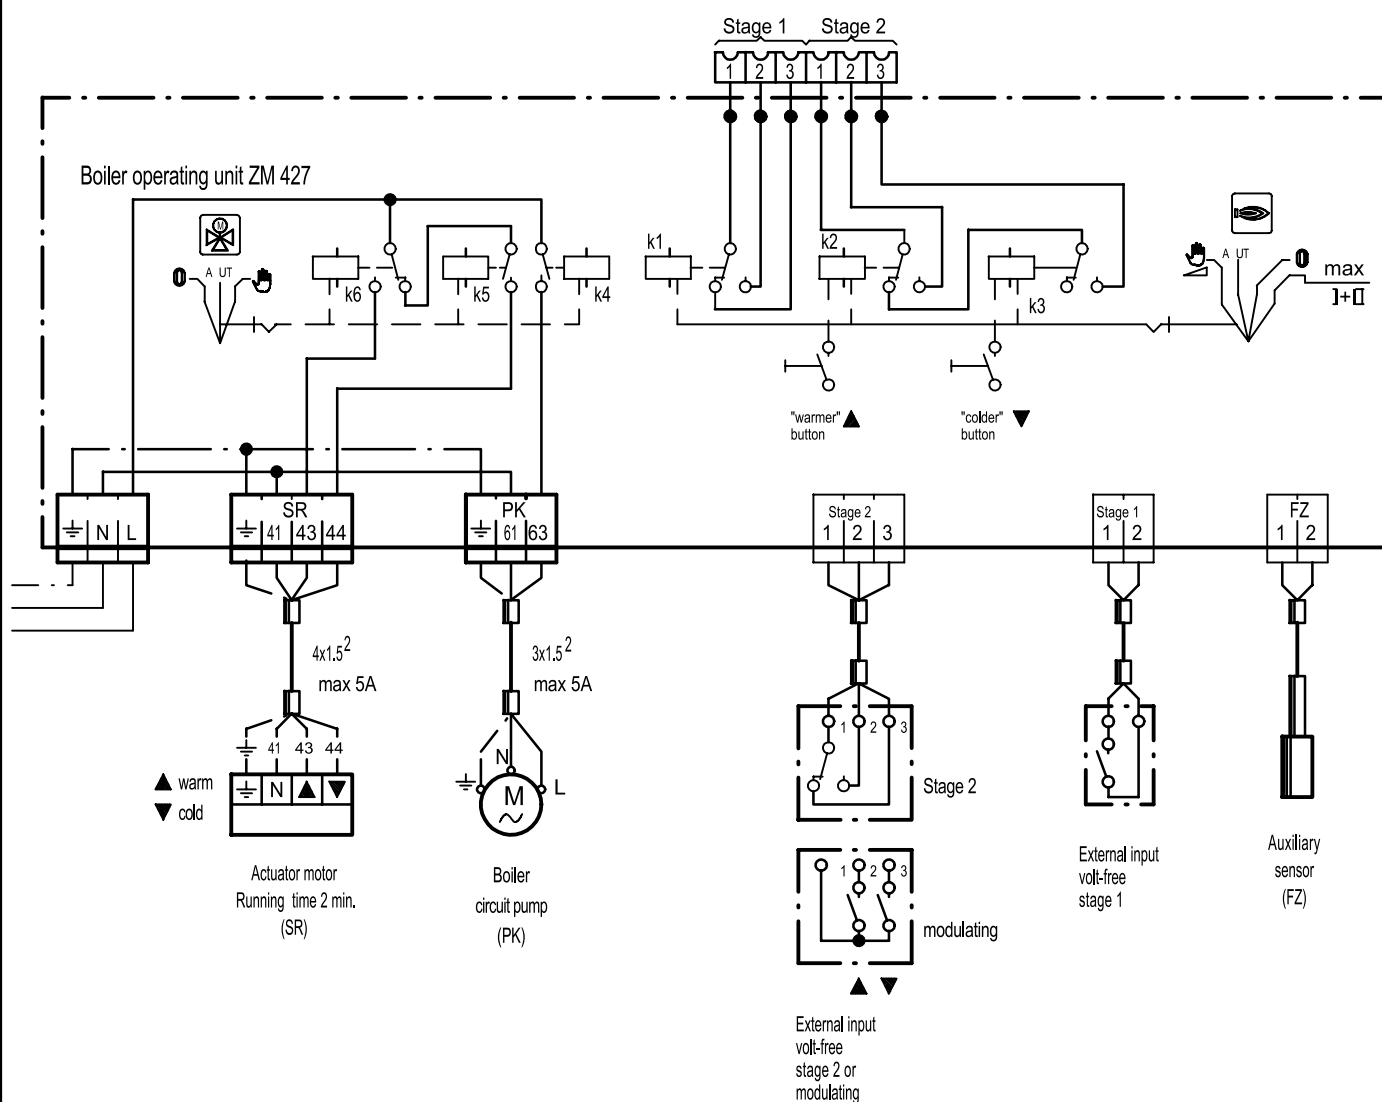 Stage 1 Stage 2
1 2 3 1 2 3
Boiler operating unit ZM 427
M
A UT
k6 k5 k4
k1 k2 k3
A UT
max
"warmer" ▲
button
"colder" ▼
button
N L
SR
41 43 44
PK
61 63
Stage 2
1 2 3
Stage 1
1 2
FZ
1 2
4x1.5²
max 5A
3x1.5²
max 5A
41 43 44
N ▲ ▼
▲ warm
▼ cold
N
L
M
1 2 3
Stage 2
1 2 3
modulating
▲ ▼
Actuator motor
Running time 2 min.
(SR)
Boiler
circuit pump
(PK)
External input
volt-free
stage 2 or
modulating
External input
volt-free
stage 1
Auxiliary
sensor
(FZ)